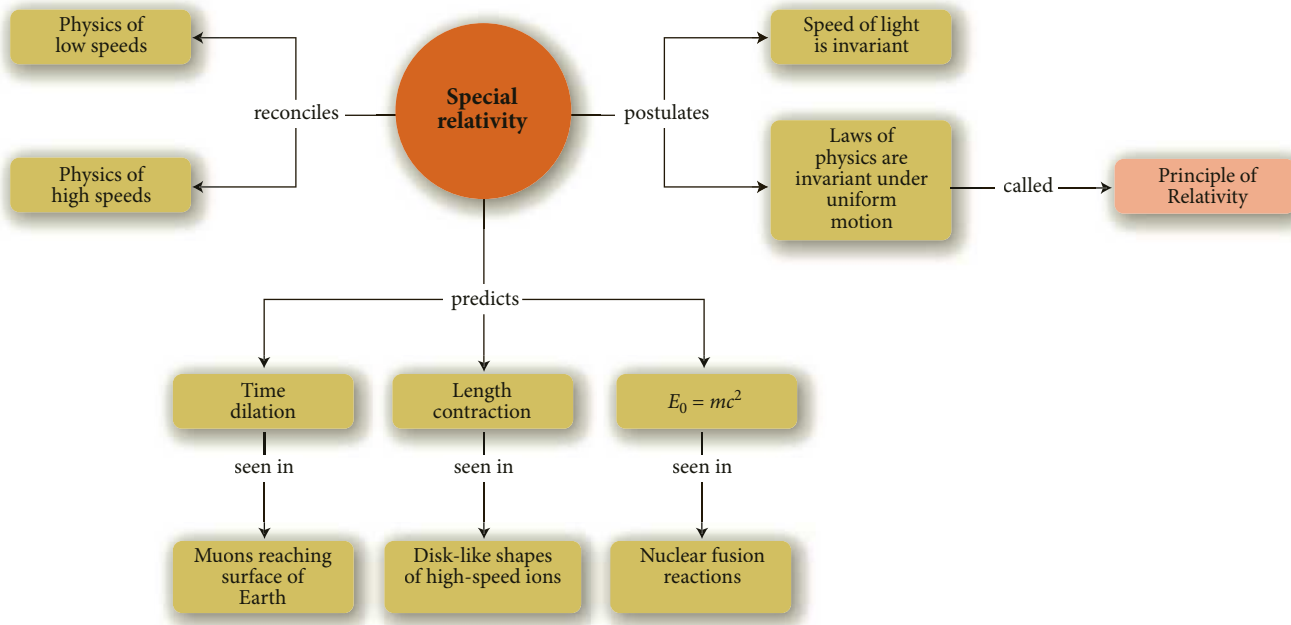 Physics of
low speeds
Physics of
high speeds
reconciles
Special
relativity
postulates
Speed of light
is invariant
Laws of
physics are
invariant under
uniform
motion
called
Principle of
Relativity
predicts
Time
dilation
Length
contraction
E₀ = mc²
seen in
seen in
seen in
Muons reaching
surface of
Earth
Disk-like shapes
of high-speed ions
Nuclear fusion
reactions